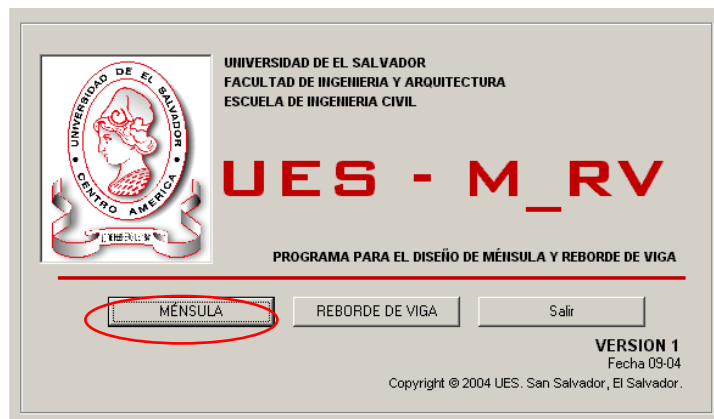 UNIVERSIDAD DE EL SALVADOR
FACULTAD DE INGENIERIA Y ARQUITECTURA
ESCUELA DE INGENIERIA CIVIL
UNIVERSIDAD DE EL SALVADOR
CENTRO AMERICA
UES - M_RV
PROGRAMA PARA EL DISEÑO DE MÉNSULA Y REBORDE DE VIGA
MÉNSULA
REBORDE DE VIGA
Salir
VERSION 1
Fecha 09-04
Copyright © 2004 UES. San Salvador, El Salvador.